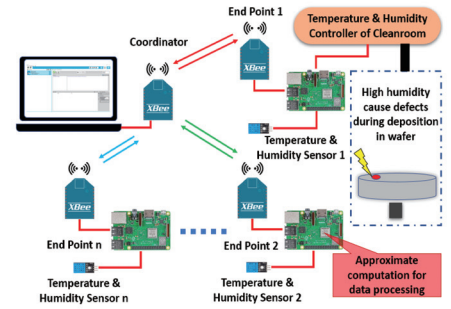 End Point 1
Temperature & Humidity
Controller of Cleanroom
Coordinator
XBee
XBee
High humidity
cause defects
during deposition
in wafer
Temperature &
Humidity Sensor 1
XBee
XBee
End Point n
End Point 2
Temperature &
Humidity Sensor n
Temperature &
Humidity Sensor 2
Approximate
computation for
data processing